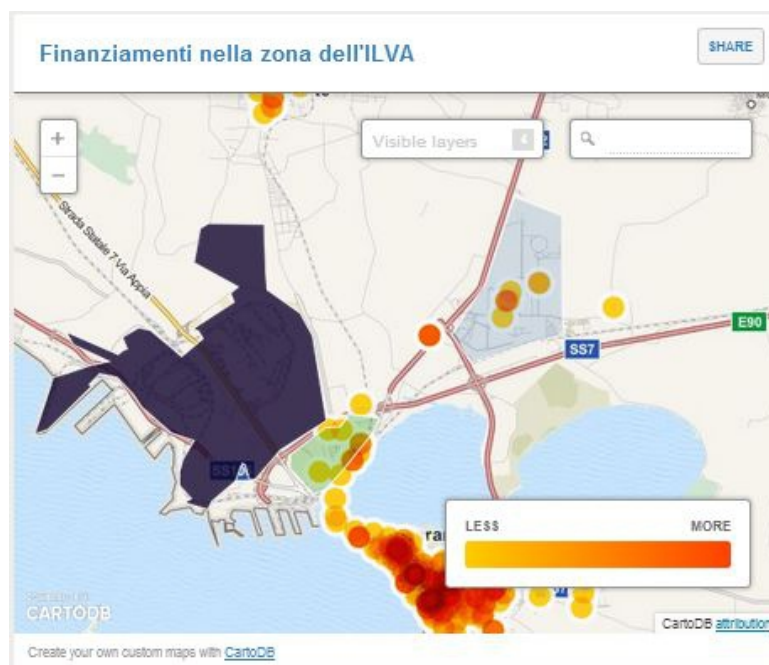 Finanziamenti nella zona dell'ILVA
SHARE
+
Visible layers
−
Strada Statale 7 Via Appia
E90
SS7
LESS
MORE
CARTODB
CartoDB attribution
Create your own custom maps with CartoDB